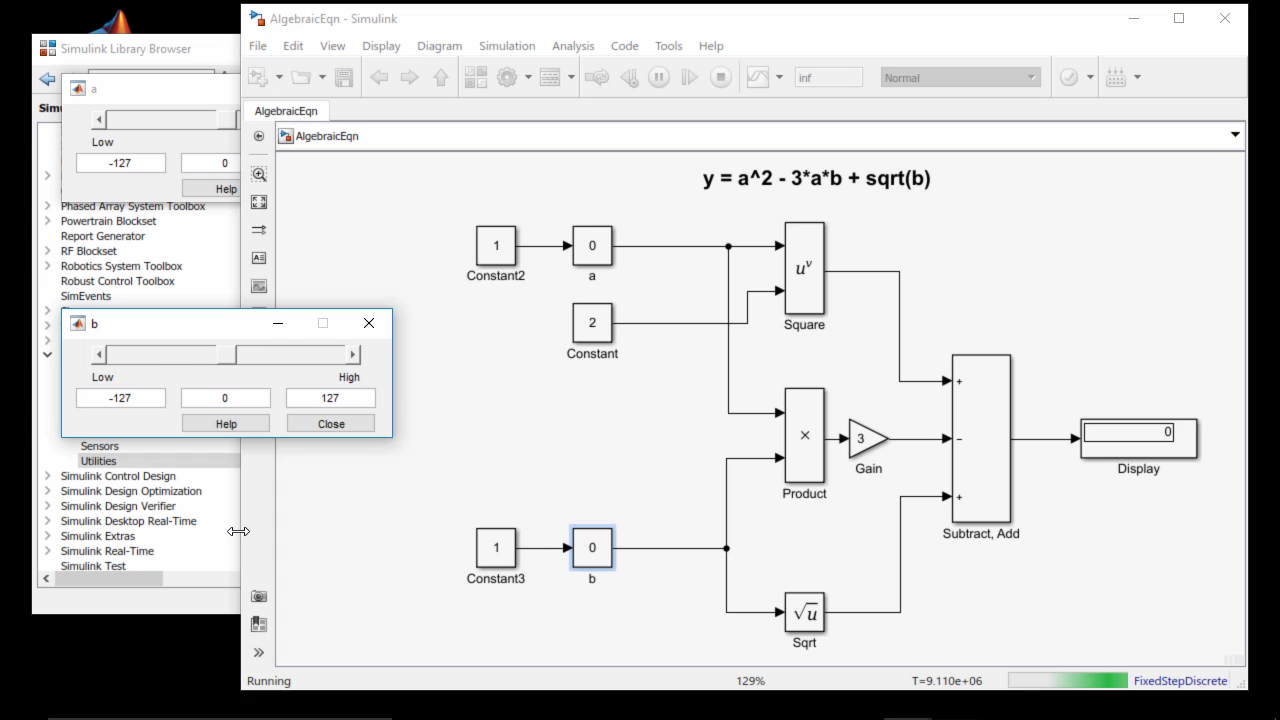 AlgebraicEqn - Simulink
Simulink Library Browser
File Edit View Display Diagram Simulation Analysis Code Tools Help
inf Normal
a
Sim
AlgebraicEqn
AlgebraicEqn
Low
-127 0
Help
y = a^2 - 3*a*b + sqrt(b)
Phased Array System Toolbox
Powertrain Blockset
Report Generator
RF Blockset
Robotics System Toolbox
Robust Control Toolbox
SimEvents
b
Low High
-127 0 127
Help Close
Sensors
Utilities
Simulink Control Design
Simulink Design Optimization
Simulink Design Verifier
Simulink Desktop Real-Time
Simulink Extras
Simulink Real-Time
Simulink Test
1
Constant2
0
a
2
Constant
u^v
Square
×
Product
3
Gain
+
−
+
Subtract, Add
0
Display
1
Constant3
0
b
√u
Sqrt
Running 129% T=9.110e+06 FixedStepDiscrete